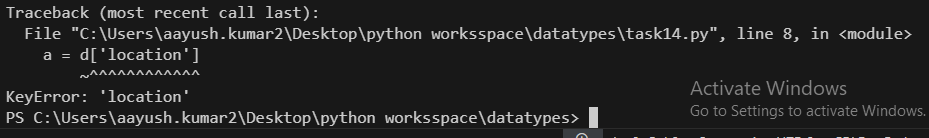 Traceback (most recent call last):
  File "C:\Users\aayush.kumar2\Desktop\python worksspace\datatypes\task14.py", line 8, in <module>
    a = d['location']
        ~^^^^^^^^^^^^
KeyError: 'location'
PS C:\Users\aayush.kumar2\Desktop\python worksspace\datatypes>
Activate Windows
Go to Settings to activate Windows.